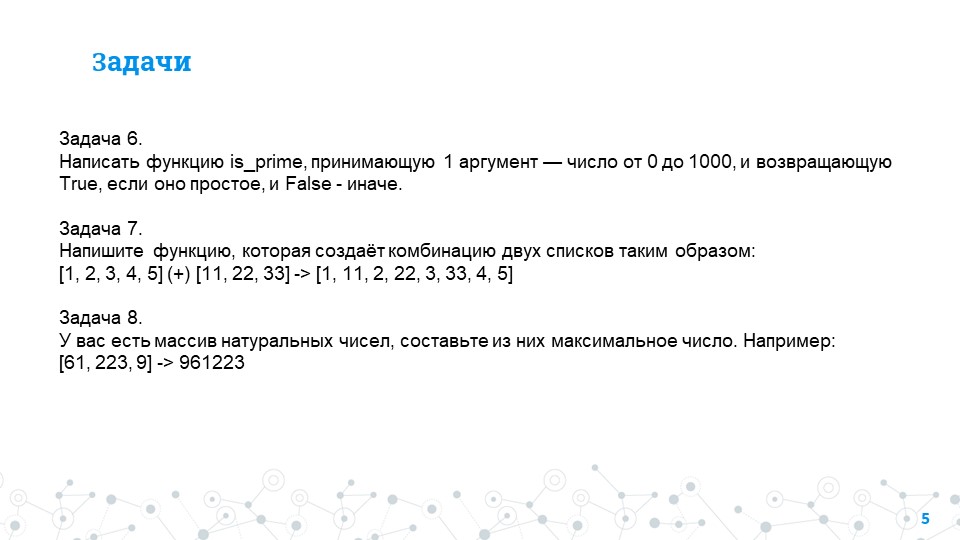 Задачи
Задача 6.
Написать функцию is_prime, принимающую 1 аргумент — число от 0 до 1000, и возвращающую
True, если оно простое, и False - иначе.
Задача 7.
Напишите функцию, которая создаёт комбинацию двух списков таким образом:
[1, 2, 3, 4, 5] (+) [11, 22, 33] -> [1, 11, 2, 22, 3, 33, 4, 5]
Задача 8.
У вас есть массив натуральных чисел, составьте из них максимальное число. Например:
[61, 223, 9] -> 961223
5